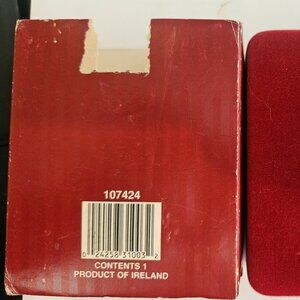 107424
0 24258 31003 2
CONTENTS 1
PRODUCT OF IRELAND